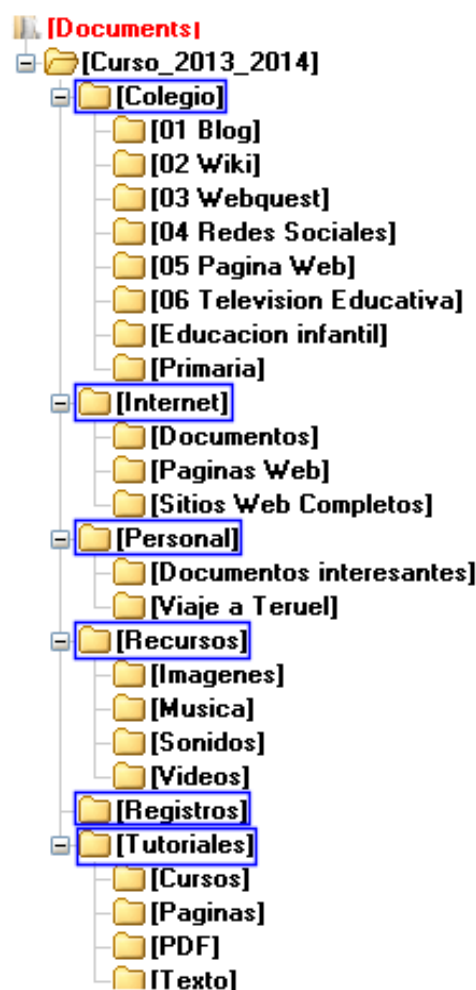 [Documents]
[Curso_2013_2014]
[Colegio]
[01 Blog]
[02 Wiki]
[03 Webquest]
[04 Redes Sociales]
[05 Pagina Web]
[06 Television Educativa]
[Educacion infantil]
[Primaria]
[Internet]
[Documentos]
[Paginas Web]
[Sitios Web Completos]
[Personal]
[Documentos interesantes]
[Viaje a Teruel]
[Recursos]
[Imagenes]
[Musica]
[Sonidos]
[Videos]
[Registros]
[Tutoriales]
[Cursos]
[Paginas]
[PDF]
[Texto]